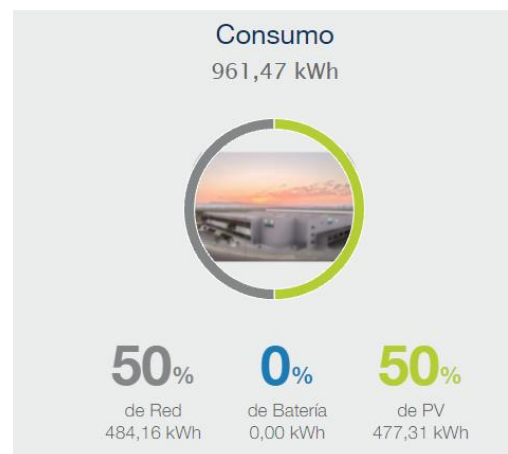 Consumo
961,47 kWh
50% 0% 50%
de Red de Batería de PV
484,16 kWh 0,00 kWh 477,31 kWh